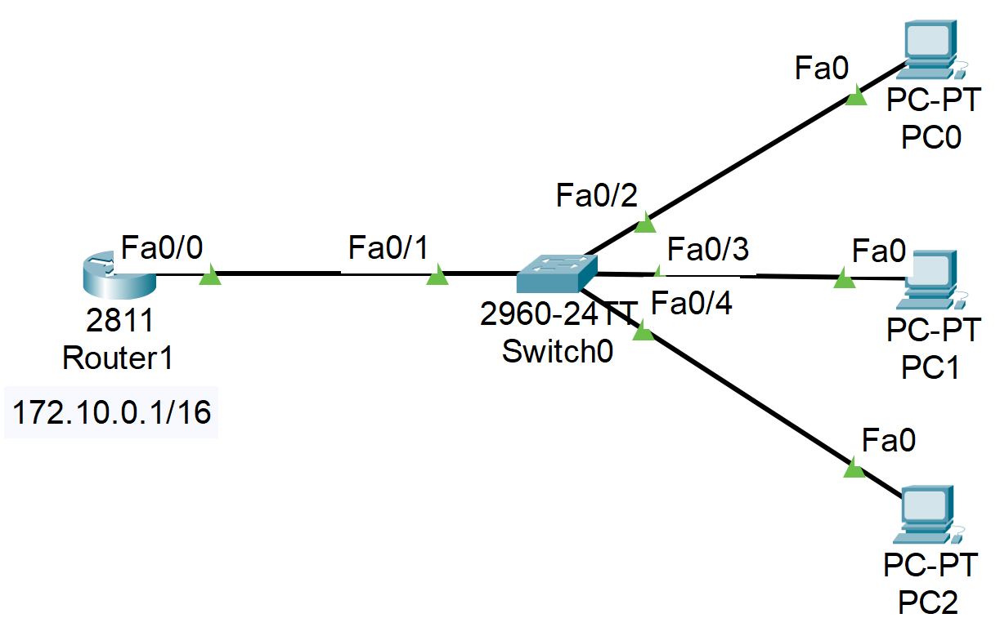 Fa0
PC-PT
PC0
Fa0/2
Fa0/0
Fa0/1
Fa0/3
Fa0
2811
Router1
2960-24TT
Switch0
Fa0/4
PC-PT
PC1
172.10.0.1/16
Fa0
PC-PT
PC2